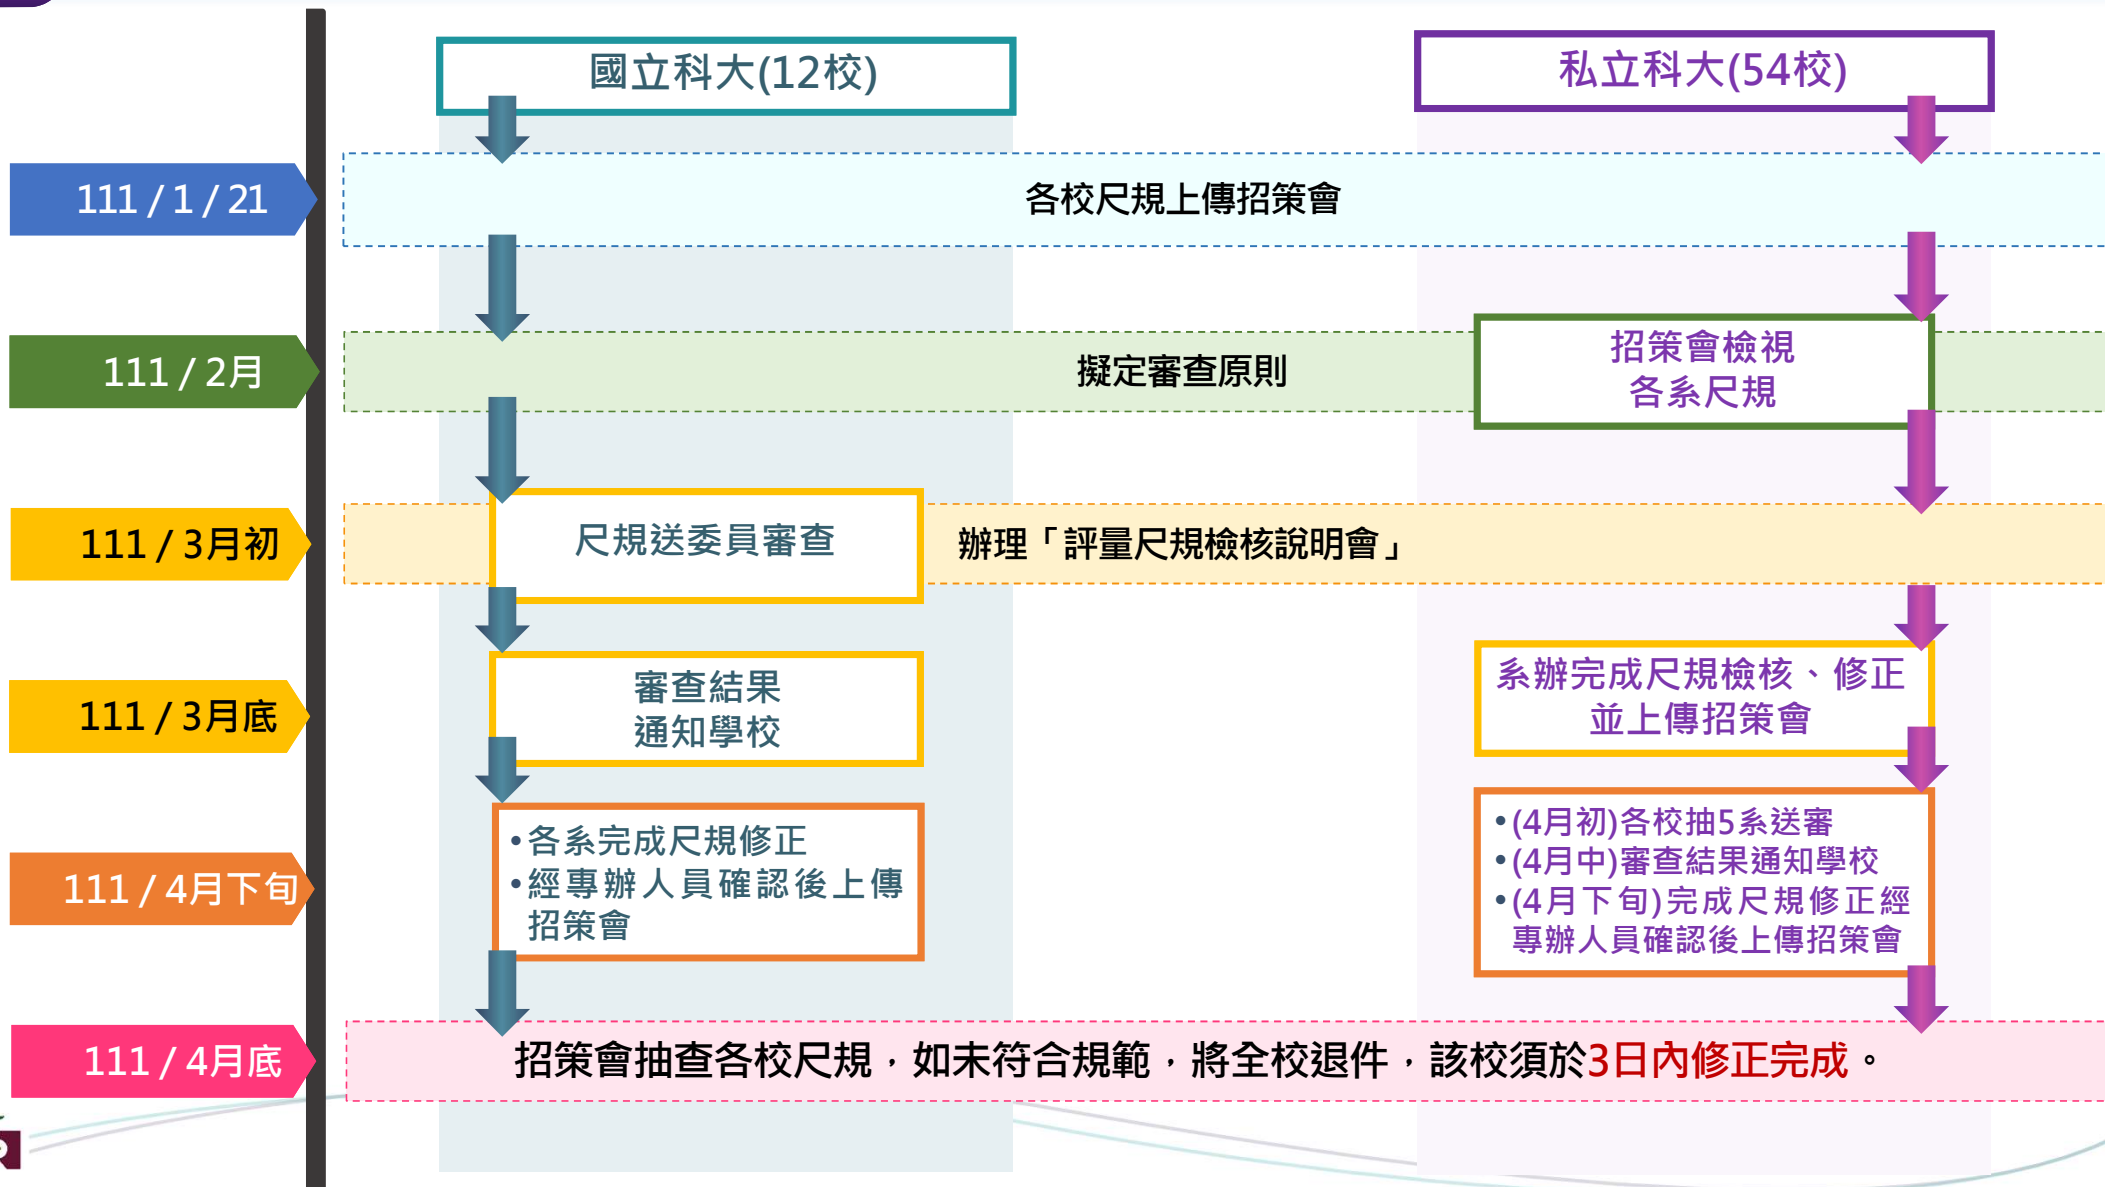 國立科大(12校)
私立科大(54校)
111 / 1 / 21
各校尺規上傳招策會
111 / 2月
擬定審查原則
招策會檢視
各系尺規
111 / 3月初
尺規送委員審查
辦理「評量尺規檢核說明會」
111 / 3月底
審查結果
通知學校
系辦完成尺規檢核、修正
並上傳招策會
111 / 4月下旬
•各系完成尺規修正
•經專辦人員確認後上傳
招策會
•(4月初)各校抽5系送審
•(4月中)審查結果通知學校
•(4月下旬)完成尺規修正經
專辦人員確認後上傳招策會
111 / 4月底
招策會抽查各校尺規，如未符合規範，將全校退件，該校須於3日內修正完成。